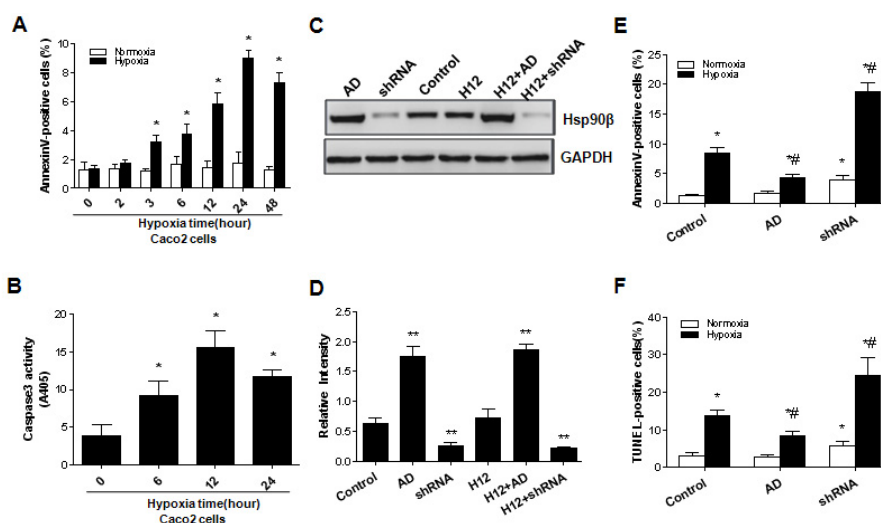 A
AnnexinV-positive cells (%)
10
8
6
4
2
0
Normoxia
Hypoxia
*
*
*
*
*
0
2
3
6
12
24
48
Hypoxia time(hour)
Caco2 cells
B
Caspase3 activity
(A405)
20
15
10
5
0
*
*
*
0
6
12
24
Hypoxia time(hour)
Caco2 cells
C
AD
shRNA
Control
H12
H12+AD
H12+shRNA
Hsp90β
GAPDH
D
Relative Intensity
2.5
2.0
1.5
1.0
0.5
0.0
**
**
**
**
Control
AD
shRNA
H12
H12+AD
H12+shRNA
E
AnnexinV-positive cells (%)
25
20
15
10
5
0
Normoxia
Hypoxia
*
*#
*
*#
Control
AD
shRNA
F
TUNEL-positive cells(%)
40
30
20
10
0
Normoxia
Hypoxia
*
*#
*
*#
Control
AD
shRNA